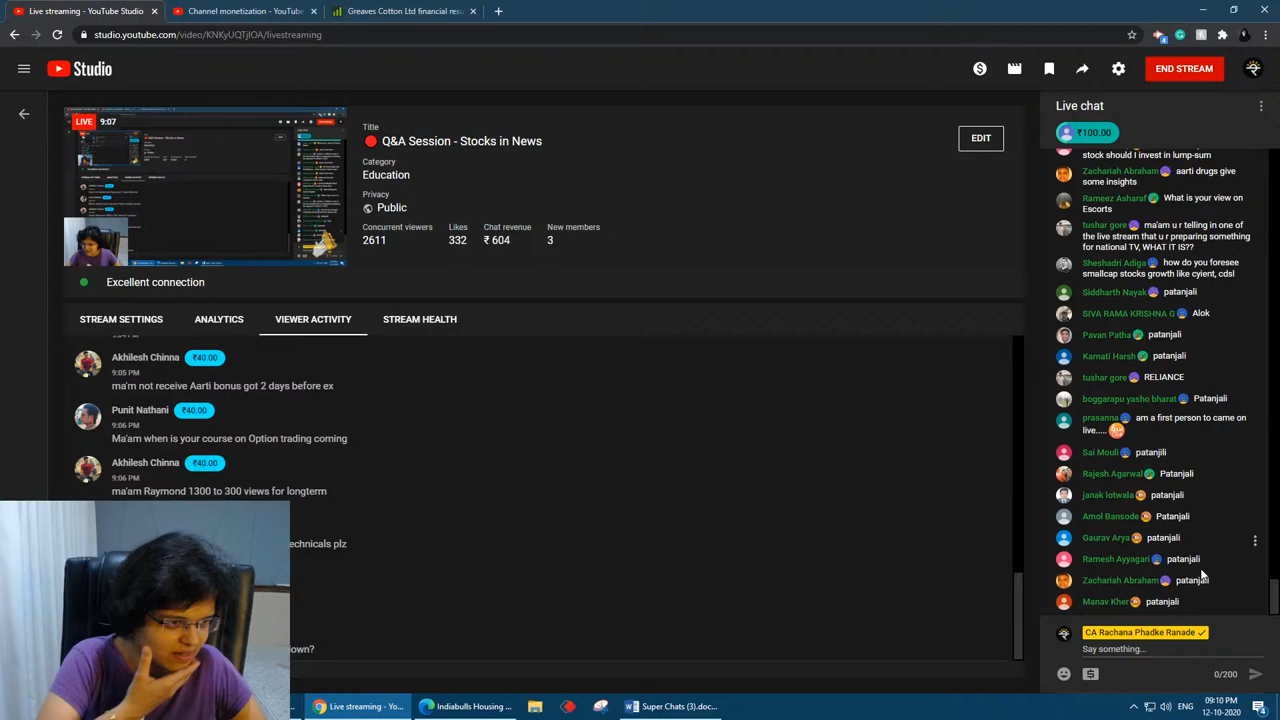 Live streaming - YouTube Studio
Channel monetization - YouTube
Greaves Cotton Ltd financial res
studio.youtube.com/video/KNKyUQTjIOA/livestreaming
Studio
END STREAM
LIVE 9:07
Title
Q&A Session - Stocks in News
EDIT
Category
Education
Privacy
Public
Concurrent viewers Likes Chat revenue New members
2611 332 ₹ 604 3
Excellent connection
STREAM SETTINGS ANALYTICS VIEWER ACTIVITY STREAM HEALTH
Akhilesh Chinna ₹40.00
9:05 PM
ma'm not receive Aarti bonus got 2 days before ex
Punit Nathani ₹40.00
9:06 PM
Ma'am when is your course on Option trading coming
Akhilesh Chinna ₹40.00
9:06 PM
ma'am Raymond 1300 to 300 views for longterm
echnicals plz
own?
Live chat
₹100.00
stock should I invest in lump-pam
Zachariah Abraham aarti drugs give
some insights
Rameez Asharaf What is your view on
Escorts
tushar gore ma'am u r telling in one of
the live stream that u r preparing something
for national TV, WHAT IT IS??
Sheshadri Adiga how do you foresee
smallcap stocks growth like cyient, cdsl
Siddharth Nayak patanjali
SIVA RAMA KRISHNA G Alok
Pavan Patha patanjali
Karnati Harsh patanjali
tushar gore RELIANCE
boggarapu yasho bharat Patanjali
prasanna am a first person to came on
live.....
Sai Mouli patanjili
Rajesh Agarwal Patanjali
janak lotwala patanjali
Amol Bansode Patanjali
Gaurav Arya patanjali
Ramesh Ayyagari patanjali
Zachariah Abraham patanjali
Manav Kher patanjali
CA Rachana Phadke Ranade
Say something...
0/200
Live streaming - Yo...
Indiabulls Housing ...
Super Chats (3).doc...
ENG
09:10 PM
12-10-2020